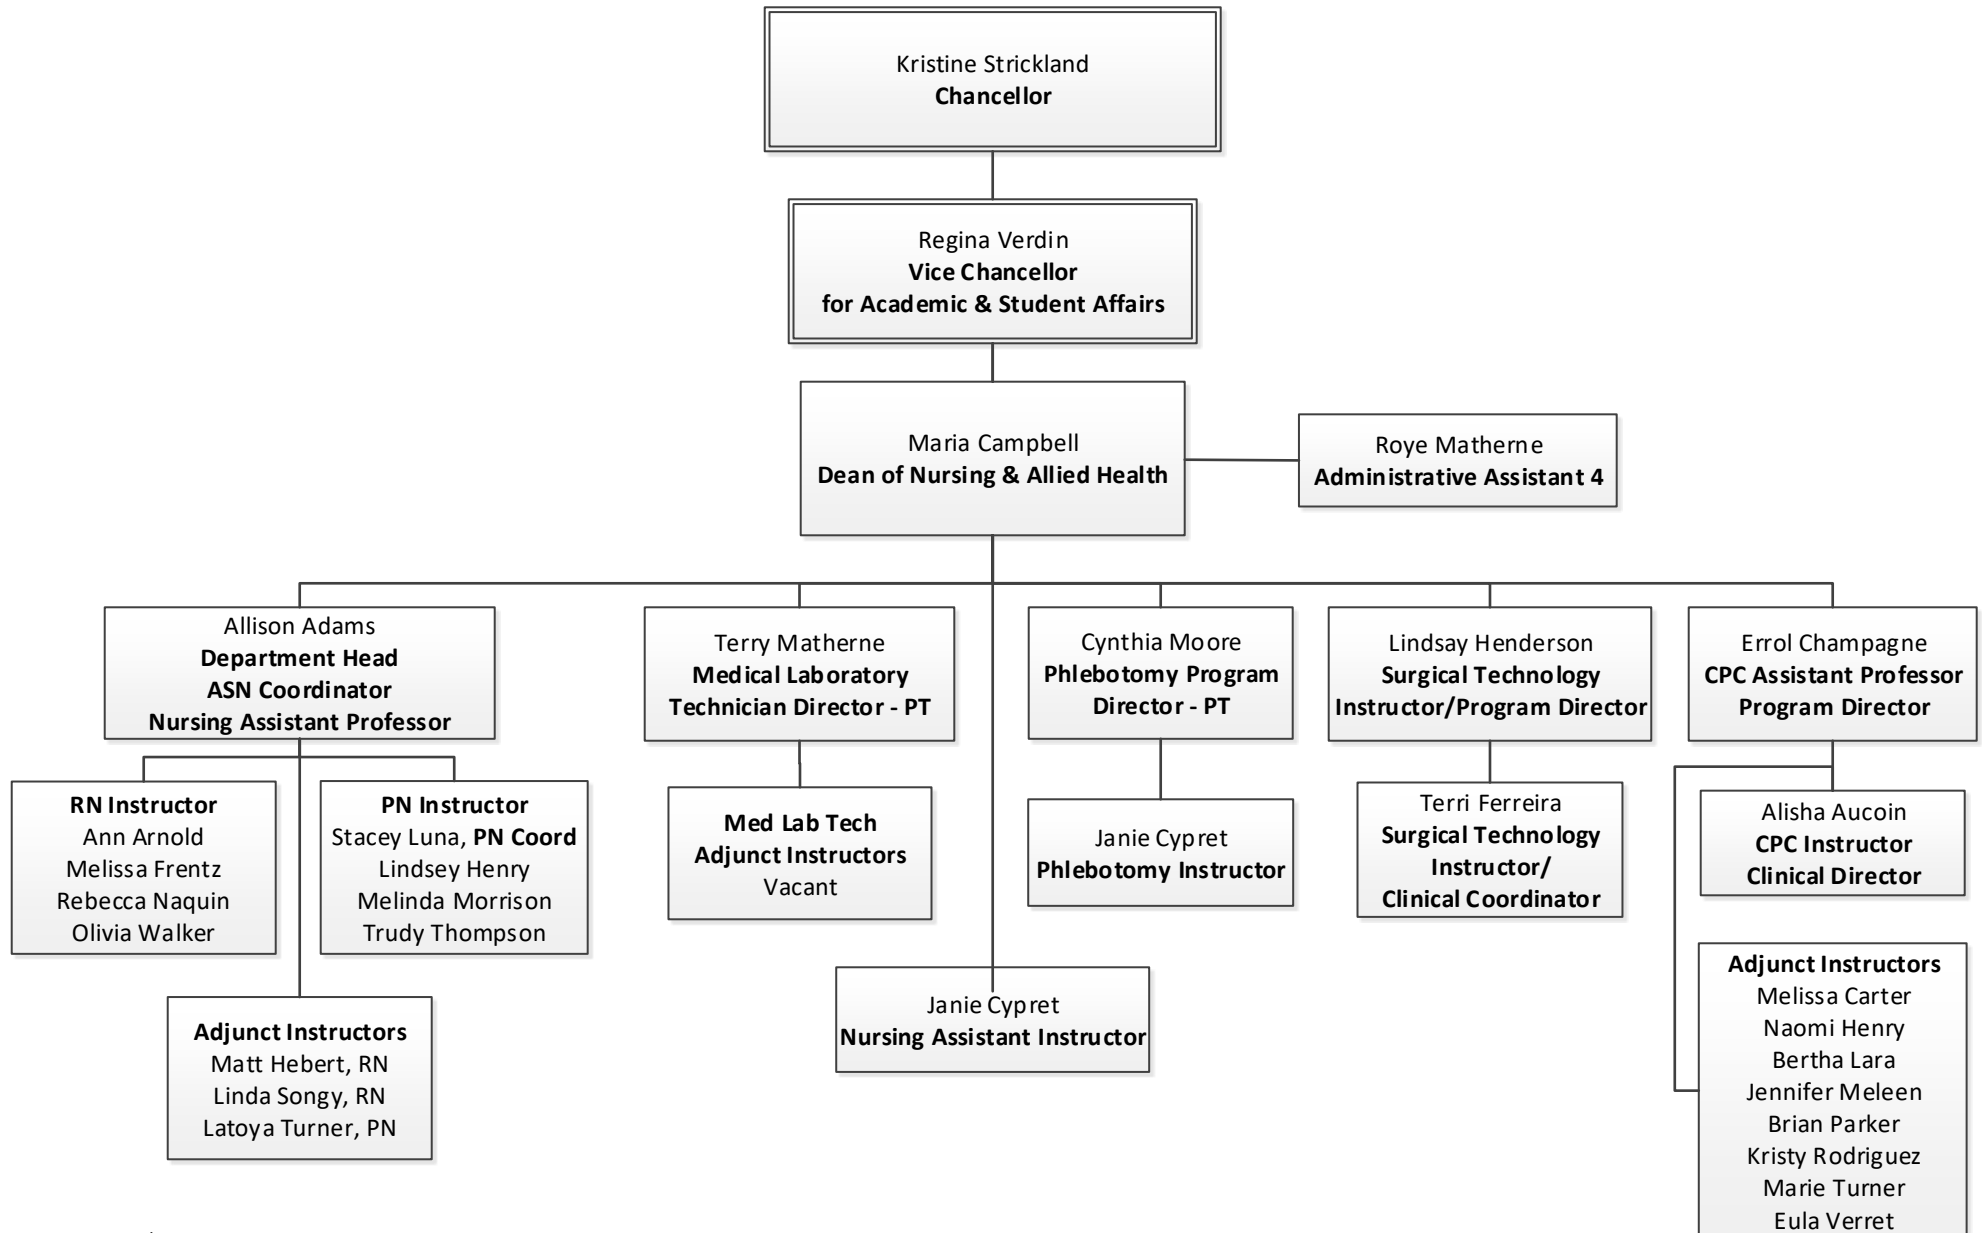 Kristine Strickland
Chancellor
Regina Verdin
Vice Chancellor
for Academic & Student Affairs
Maria Campbell
Dean of Nursing & Allied Health
Roye Matherne
Administrative Assistant 4
Allison Adams
Department Head
ASN Coordinator
Nursing Assistant Professor
Terry Matherne
Medical Laboratory
Technician Director - PT
Cynthia Moore
Phlebotomy Program
Director - PT
Lindsay Henderson
Surgical Technology
Instructor/Program Director
Errol Champagne
CPC Assistant Professor
Program Director
RN Instructor
Ann Arnold
Melissa Frentz
Rebecca Naquin
Olivia Walker
PN Instructor
Stacey Luna, PN Coord
Lindsey Henry
Melinda Morrison
Trudy Thompson
Med Lab Tech
Adjunct Instructors
Vacant
Janie Cypret
Phlebotomy Instructor
Terri Ferreira
Surgical Technology
Instructor/
Clinical Coordinator
Alisha Aucoin
CPC Instructor
Clinical Director
Adjunct Instructors
Matt Hebert, RN
Linda Songy, RN
Latoya Turner, PN
Janie Cypret
Nursing Assistant Instructor
Adjunct Instructors
Melissa Carter
Naomi Henry
Bertha Lara
Jennifer Meleen
Brian Parker
Kristy Rodriguez
Marie Turner
Eula Verret